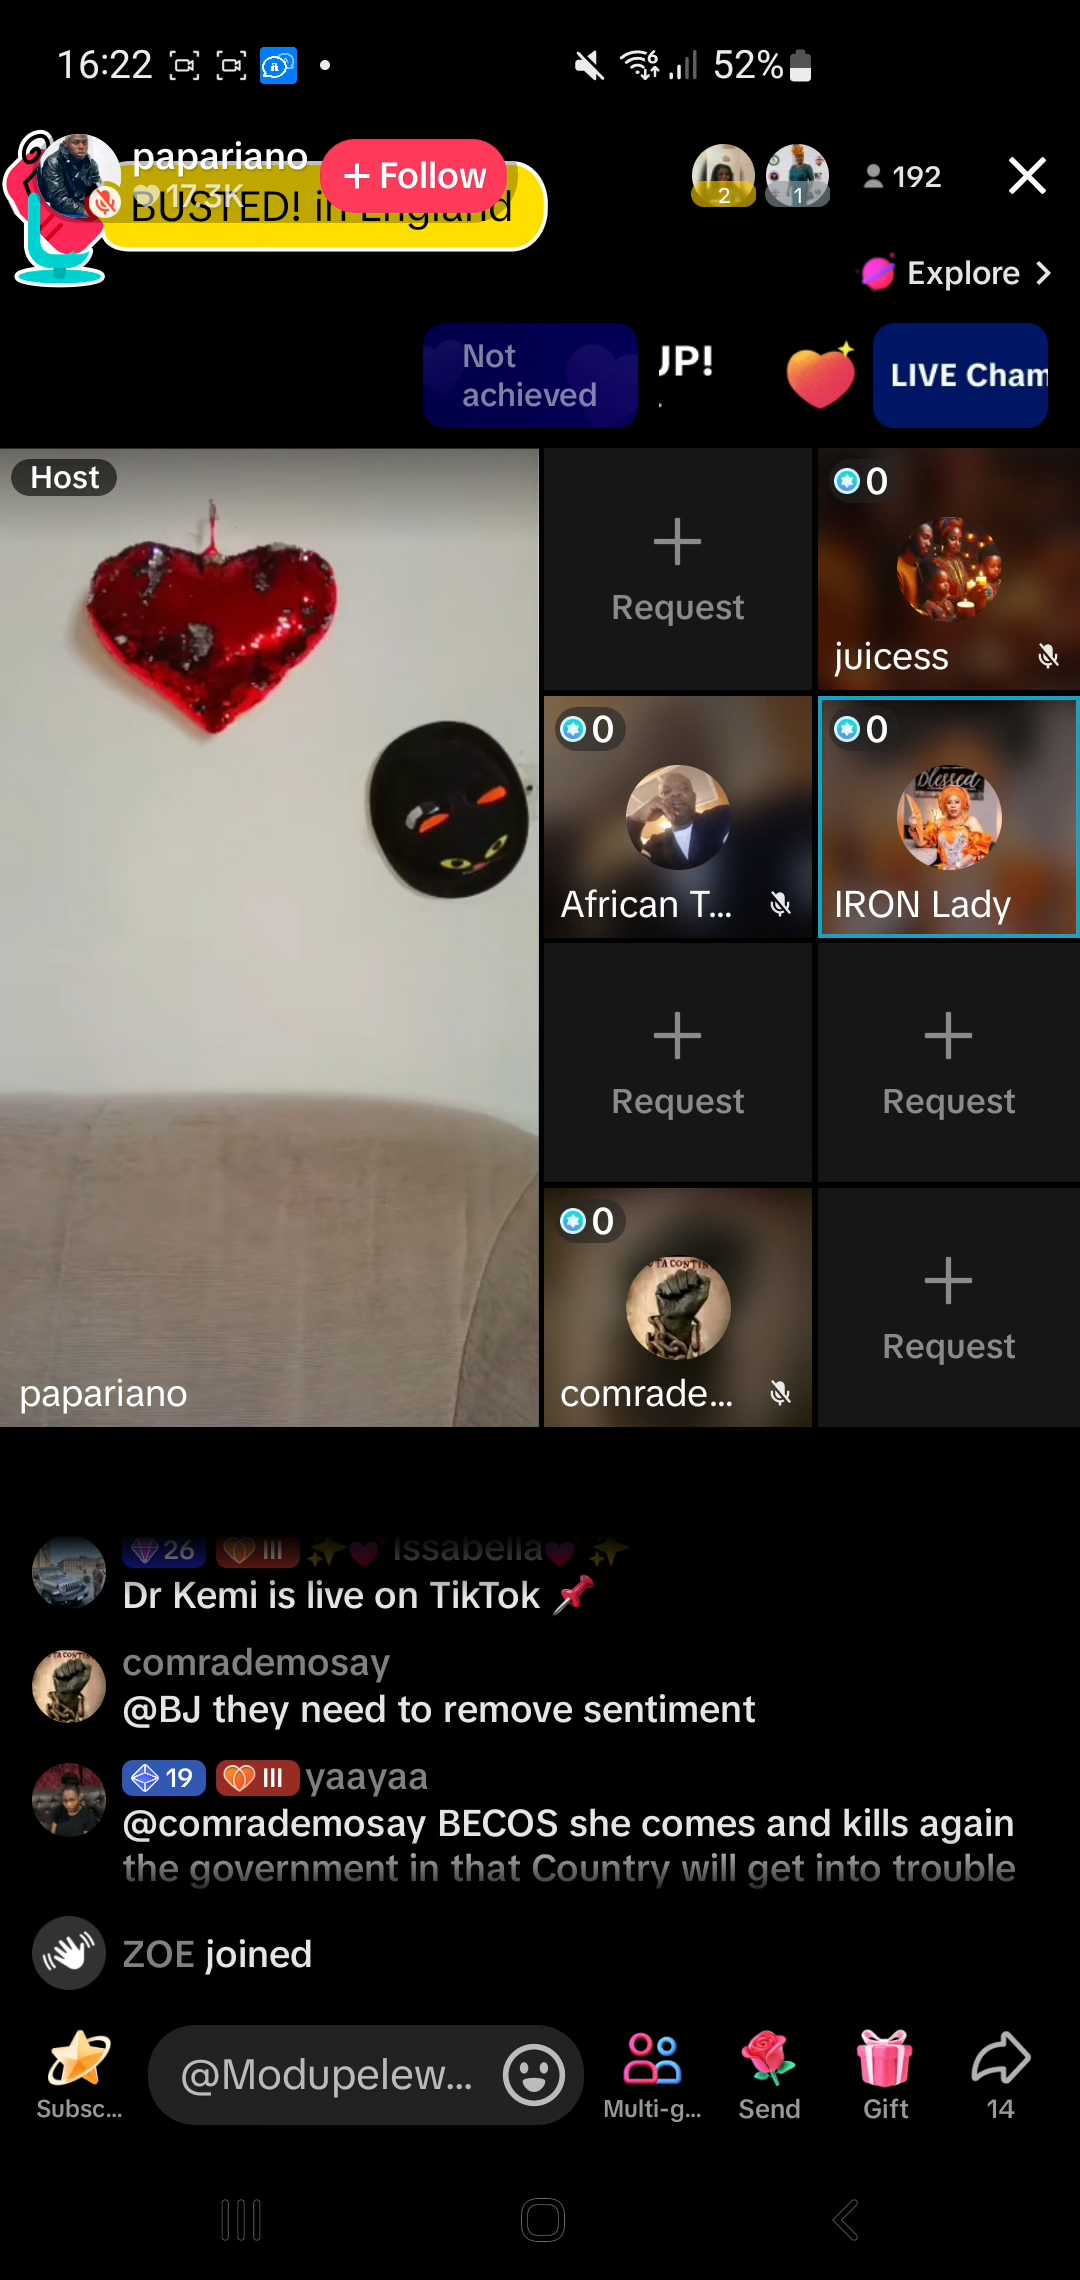 16:22
52%
papariano
17.3K
+ Follow
BUSTED! in England
2
1
192
Explore
Not
achieved
JP!
LIVE Cham
Host
Request
0
juicess
0
African T...
0
Blessed
IRON Lady
Request
Request
0
comrade...
Request
papariano
26 III Issabella
Dr Kemi is live on TikTok
comrademosay
@BJ they need to remove sentiment
19 III yaayaa
@comrademosay BECOS she comes and kills again
the government in that Country will get into trouble
ZOE joined
@Modupelew...
Subsc...
Multi-g...
Send
Gift
14